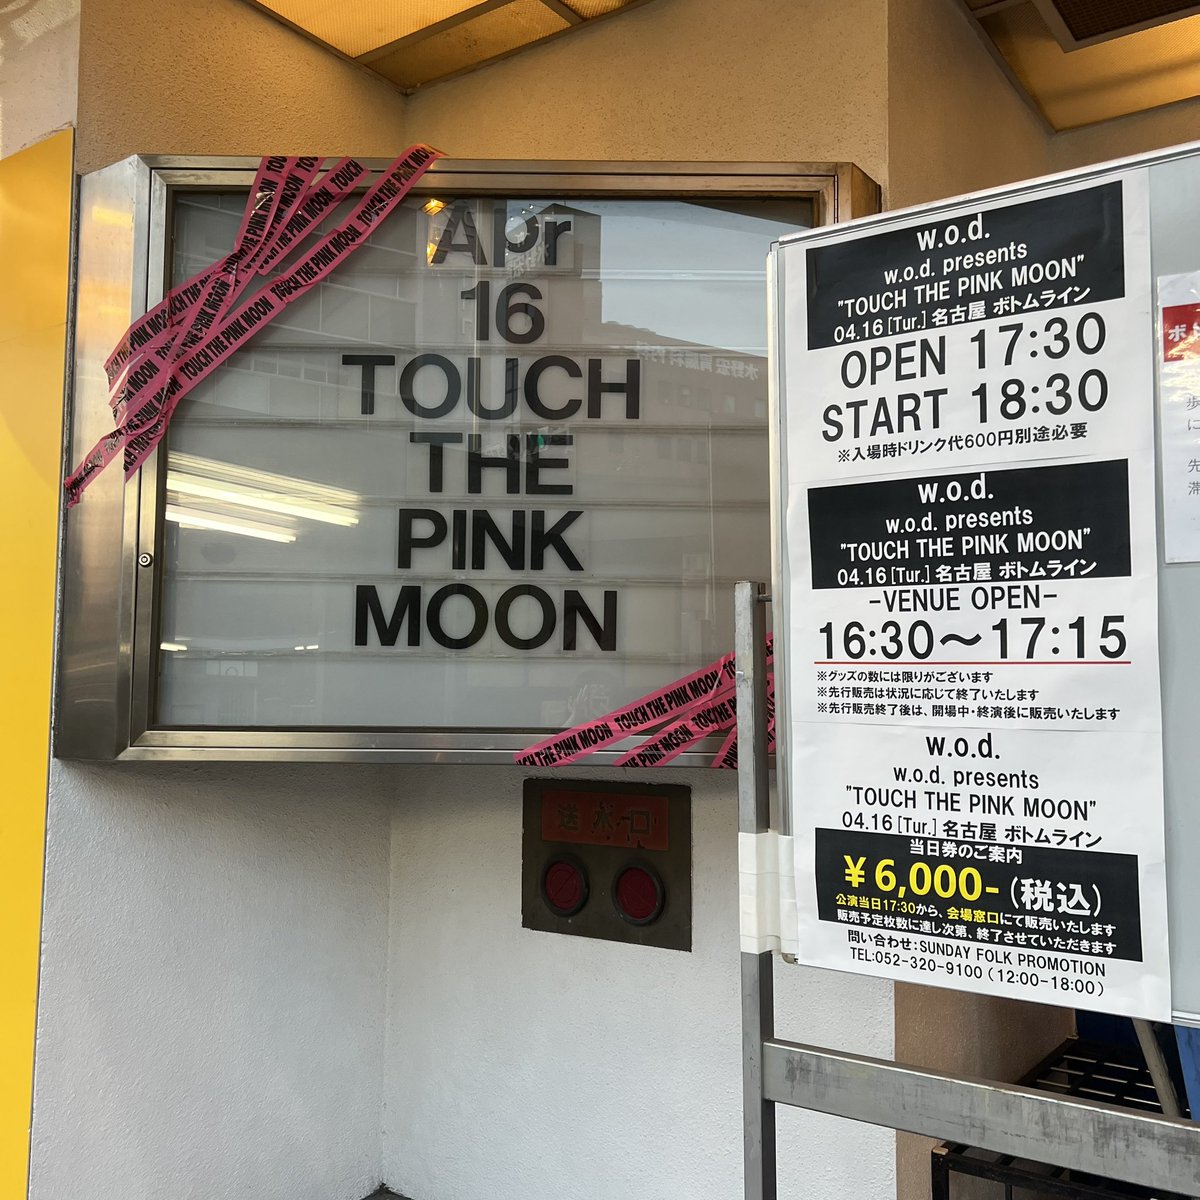 Apr
16
TOUCH
THE
PINK
MOON
TOUCH THE PINK MOON
TOUCH THE PINK MOON
TOUCH THE PINK MOON
送水口
w.o.d.
w.o.d. presents
"TOUCH THE PINK MOON"
04.16 [Tur.] 名古屋 ボトムライン
OPEN 17:30
START 18:30
※入場時ドリンク代600円別途必要
w.o.d.
w.o.d. presents
"TOUCH THE PINK MOON"
04.16 [Tur.] 名古屋 ボトムライン
-VENUE OPEN-
16:30～17:15
※グッズの数には限りがございます
※先行販売は状況に応じて終了いたします
※先行販売終了後は、開場中・終演後に販売いたします
w.o.d.
w.o.d. presents
"TOUCH THE PINK MOON"
04.16 [Tur.] 名古屋 ボトムライン
当日券のご案内
￥6,000-(税込)
公演当日17:30から、会場窓口にて販売いたします
販売予定枚数に達し次第、終了させていただきます
問い合わせ：SUNDAY FOLK PROMOTION
TEL:052-320-9100（12:00-18:00）